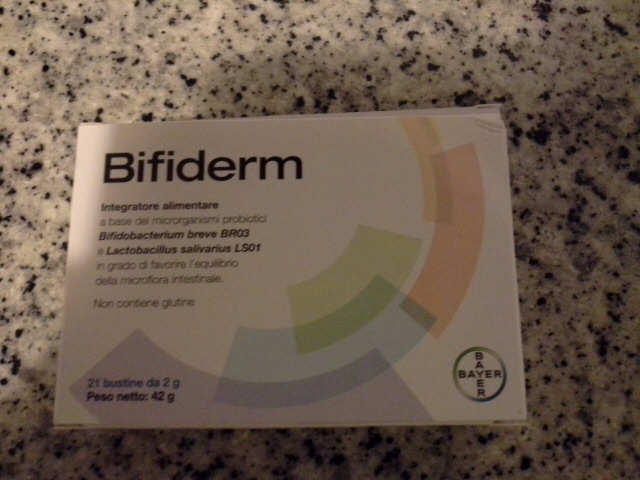 Bifiderm
Integratore alimentare
a base dei microrganismi probiotici
Bifidobacterium breve BR03
e Lactobacillus salivarius LS01
in grado di favorire l'equilibrio
della microflora intestinale.
Non contiene glutine
21 bustine da 2 g
Peso netto: 42 g
BAYER
BAYER